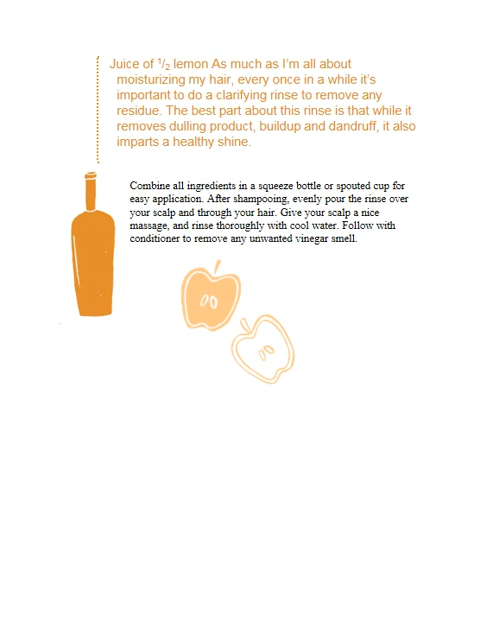 Juice of 1/2 lemon As much as I'm all about
moisturizing my hair, every once in a while it's
important to do a clarifying rinse to remove any
residue. The best part about this rinse is that while it
removes dulling product, buildup and dandruff, it also
imparts a healthy shine.
Combine all ingredients in a squeeze bottle or spouted cup for
easy application. After shampooing, evenly pour the rinse over
your scalp and through your hair. Give your scalp a nice
massage, and rinse thoroughly with cool water. Follow with
conditioner to remove any unwanted vinegar smell.